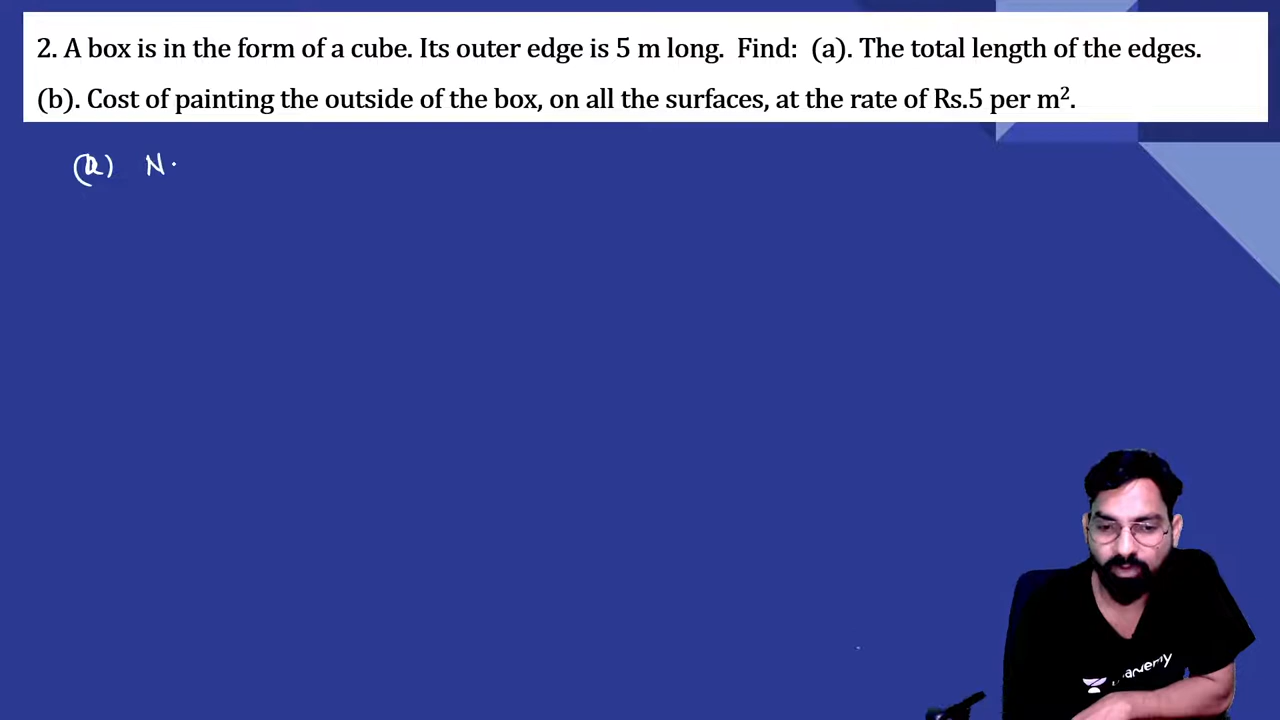 2. A box is in the form of a cube. Its outer edge is 5 m long. Find: (a). The total length of the edges.
(b). Cost of painting the outside of the box, on all the surfaces, at the rate of Rs.5 per m².
(a) N.